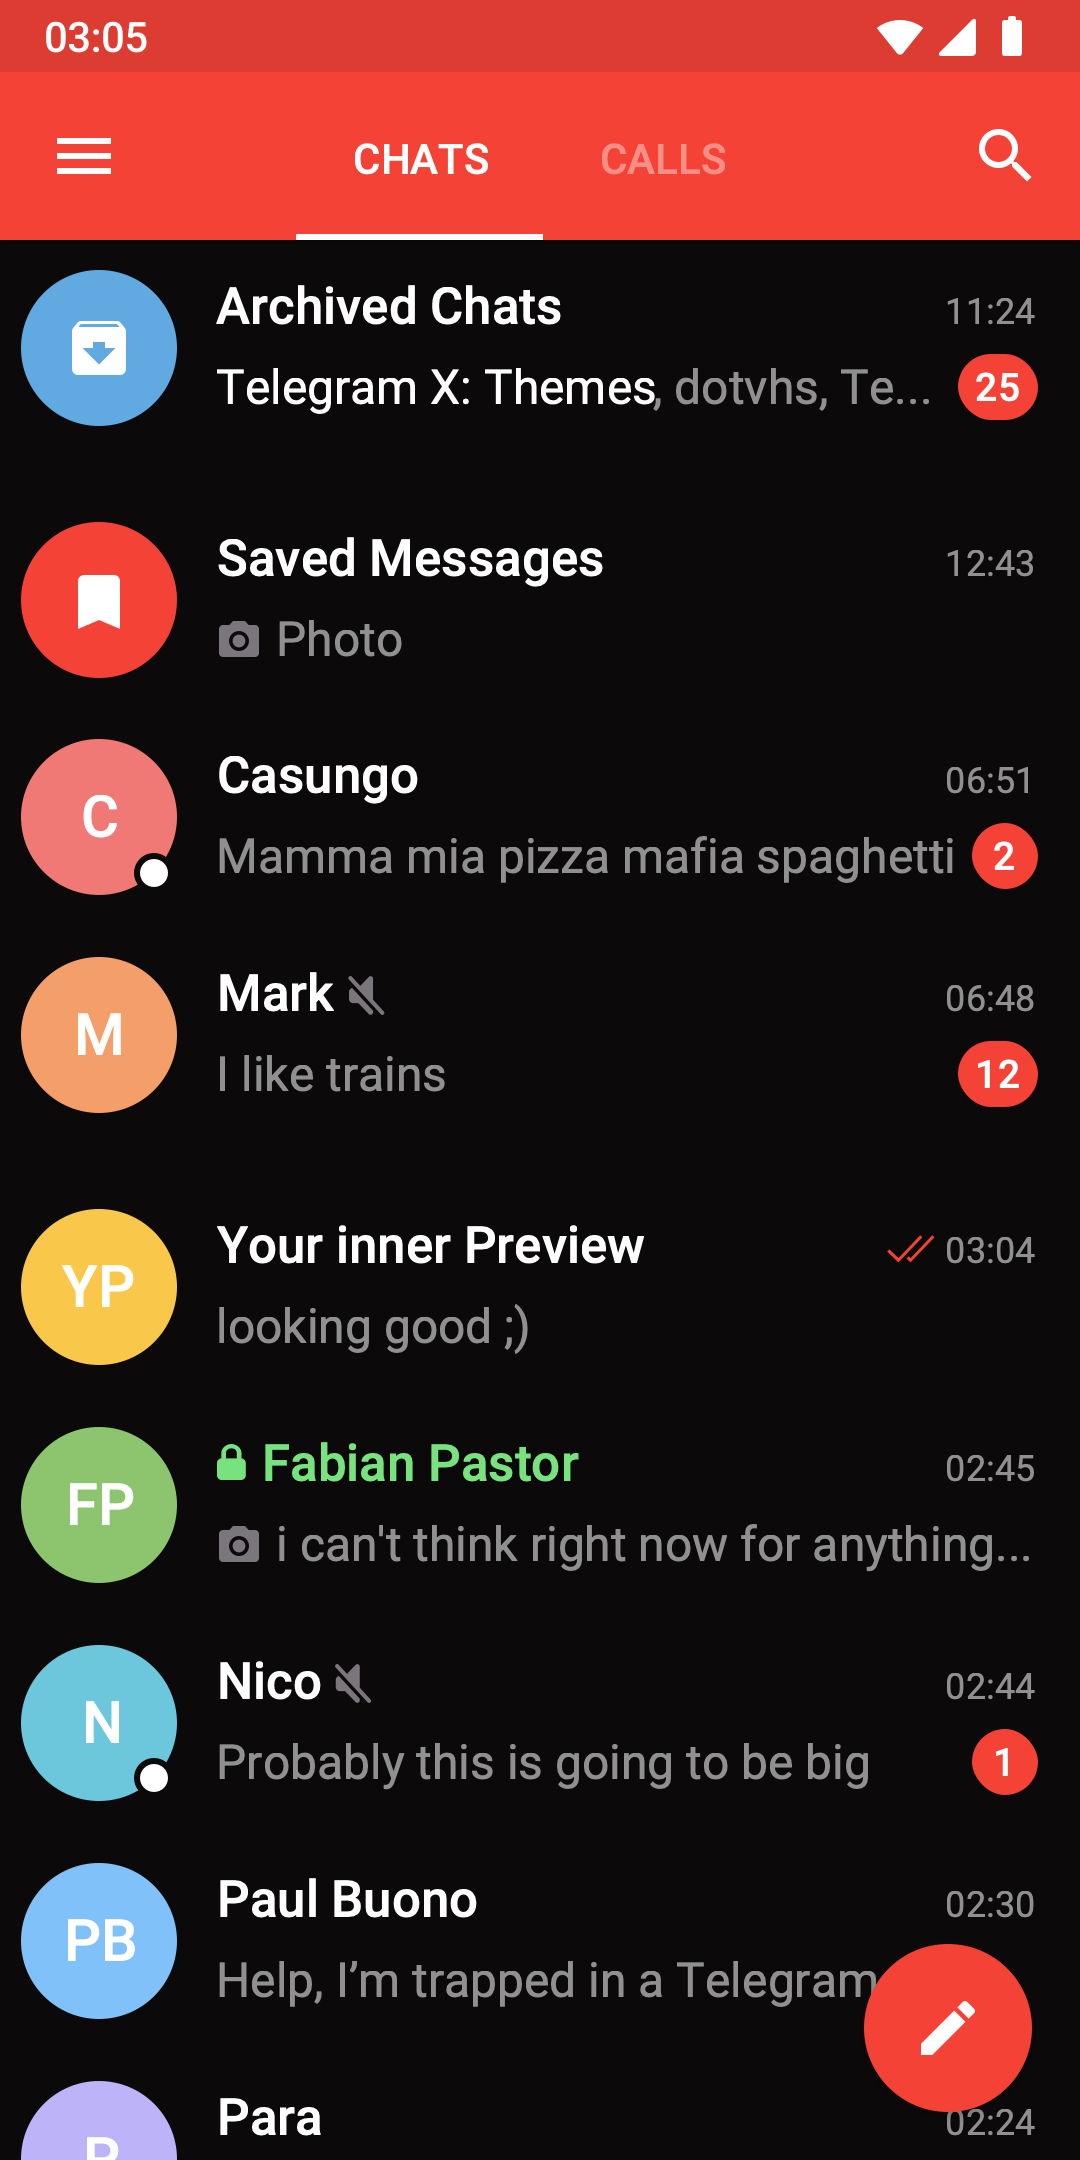 03:05
CHATS CALLS
Archived Chats 11:24
Telegram X: Themes, dotvhs, Te... 25
Saved Messages 12:43
Photo
C Casungo 06:51
Mamma mia pizza mafia spaghetti 2
M Mark 06:48
I like trains 12
YP Your inner Preview 03:04
looking good ;)
FP Fabian Pastor 02:45
i can't think right now for anything...
N Nico 02:44
Probably this is going to be big 1
PB Paul Buono 02:30
Help, I’m trapped in a Telegram
P Para 02:24